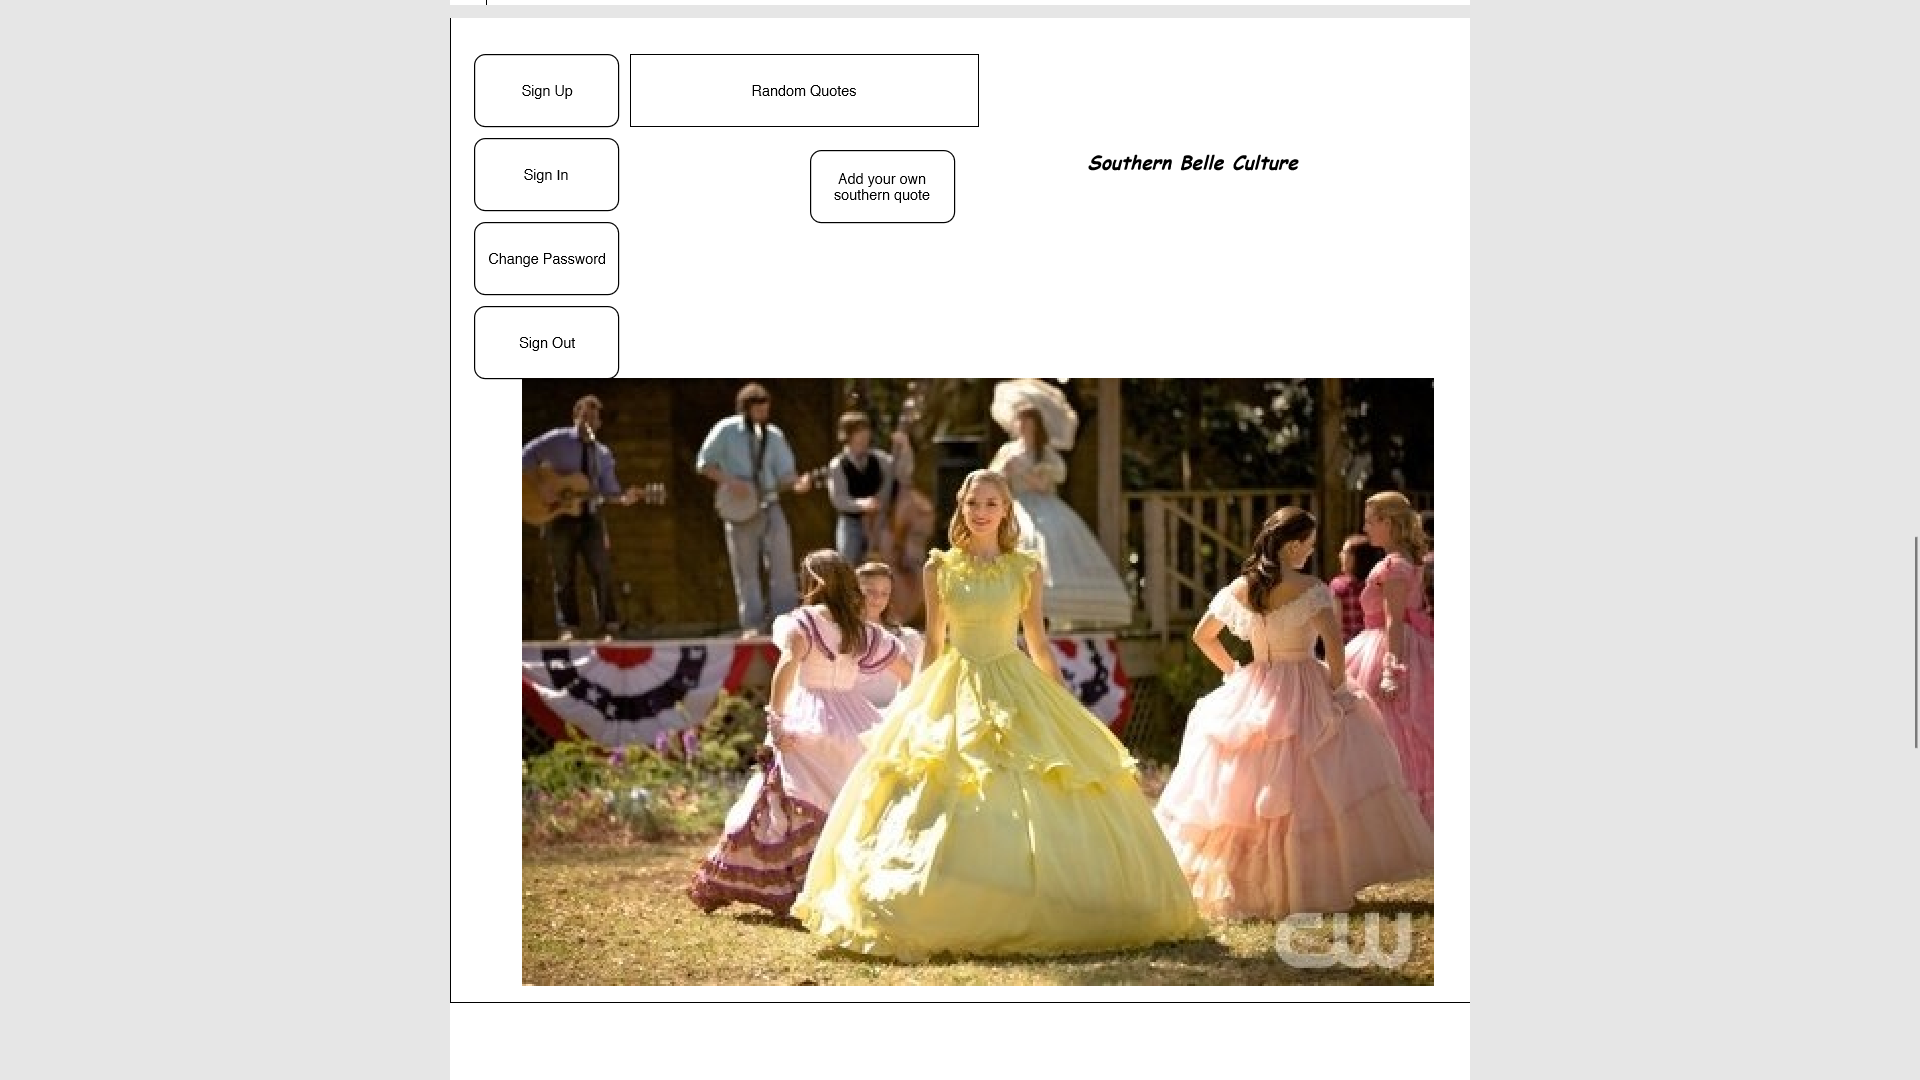 Sign Up
Random Quotes
Sign In
Add your own
southern quote
Southern Belle Culture
Change Password
Sign Out
CW